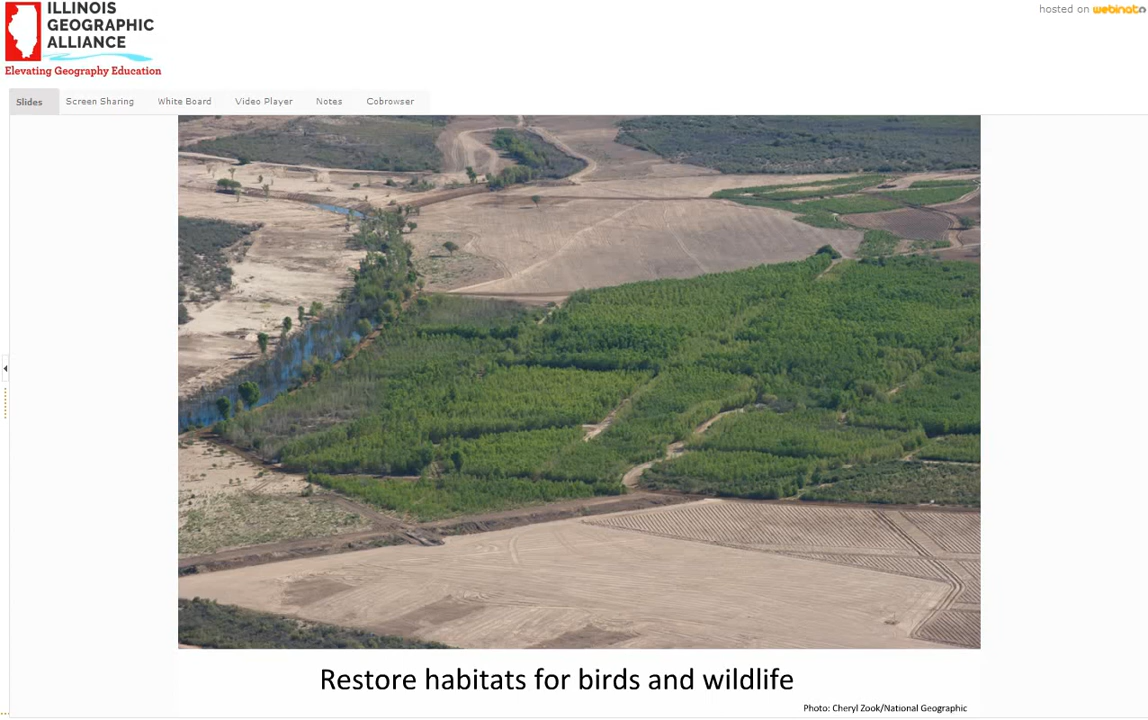 ILLINOIS
GEOGRAPHIC
ALLIANCE
Elevating Geography Education
hosted on webinato
Slides Screen Sharing White Board Video Player Notes Cobrowser
Restore habitats for birds and wildlife
Photo: Cheryl Zook/National Geographic